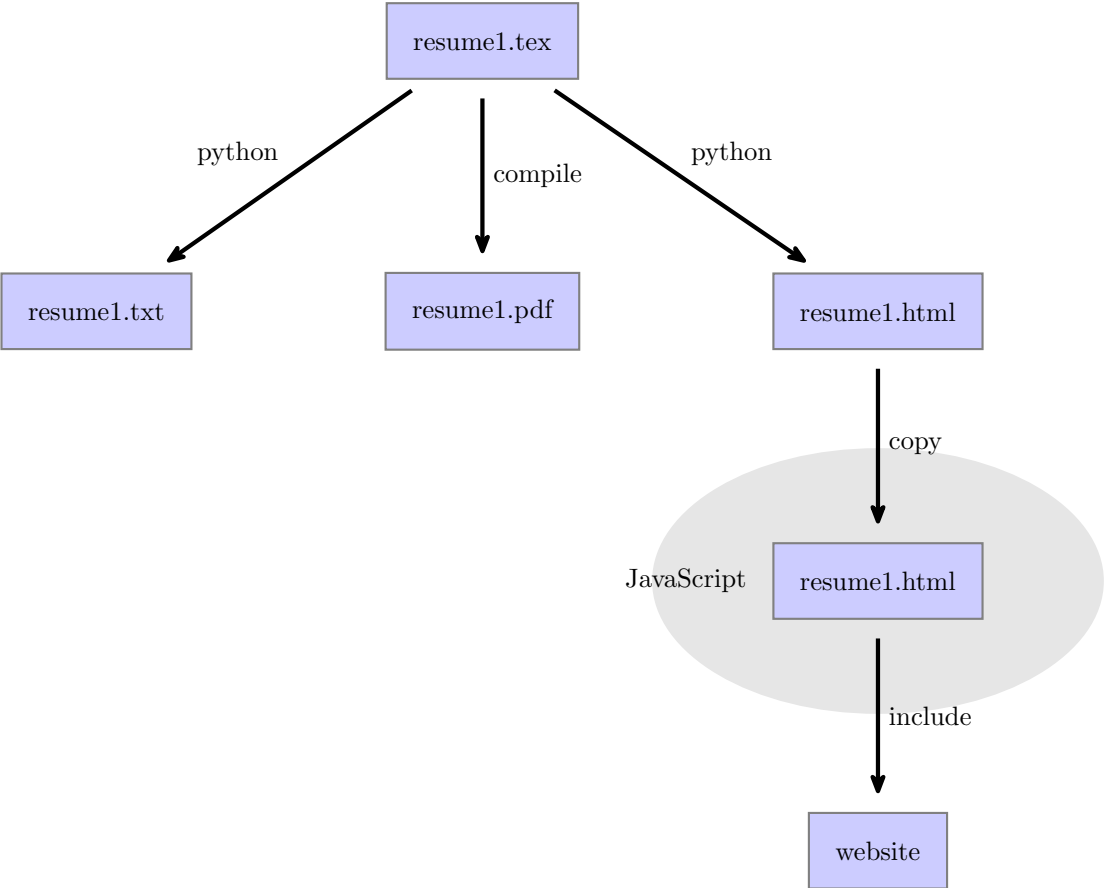 resume1.tex
python
python
compile
resume1.txt
resume1.pdf
resume1.html
copy
JavaScript
resume1.html
include
website